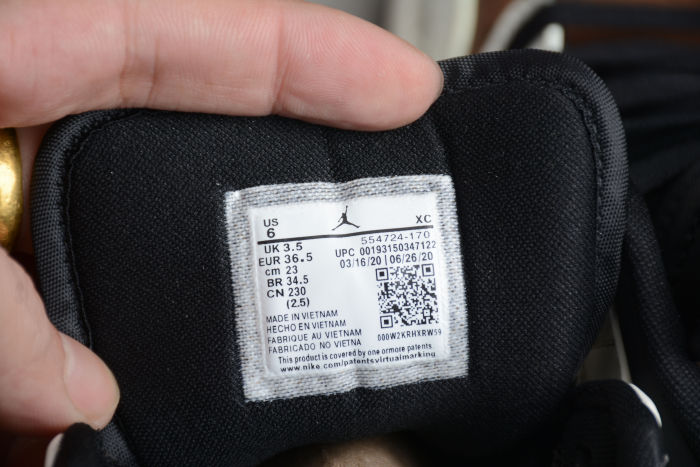 US
6
XC
554724-170
UK 3.5
UPC 00193150347122
EUR 36.5
03/16/20 | 06/26/20
cm 23
BR 34.5
CN 230
(2.5)
MADE IN VIETNAM
HECHO EN VIETNAM
FABRIQUE AU VIETNAM
FABRICADO NO VIETNA
000W2KRHXRW59
This product is covered by one ormore patents
www.nike.com/patentsvirtualmarking